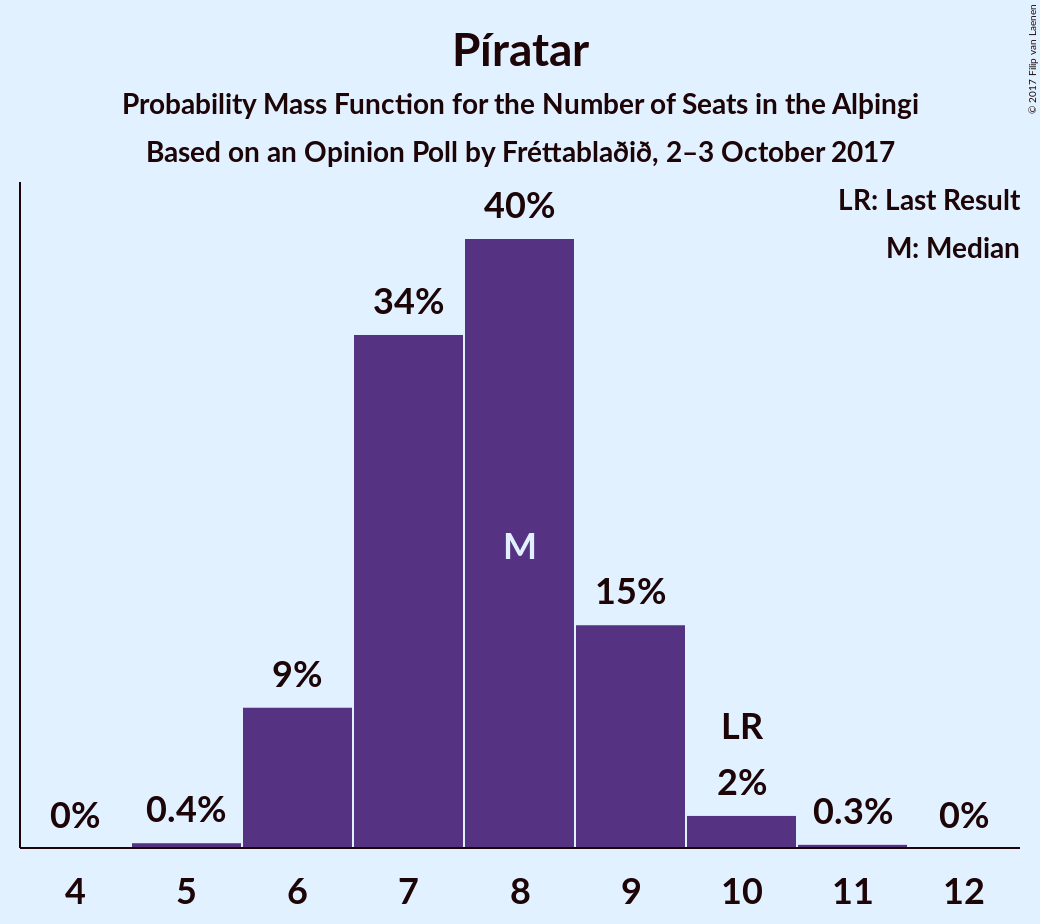 Píratar
Probability Mass Function for the Number of Seats in the Alþingi
Based on an Opinion Poll by Fréttablaðið, 2–3 October 2017
© 2017 Filip van Laenen
LR: Last Result
M: Median
40%
34%
M
15%
9%
LR
2%
0%
0.4%
0.3%
0%
4
5
6
7
8
9
10
11
12